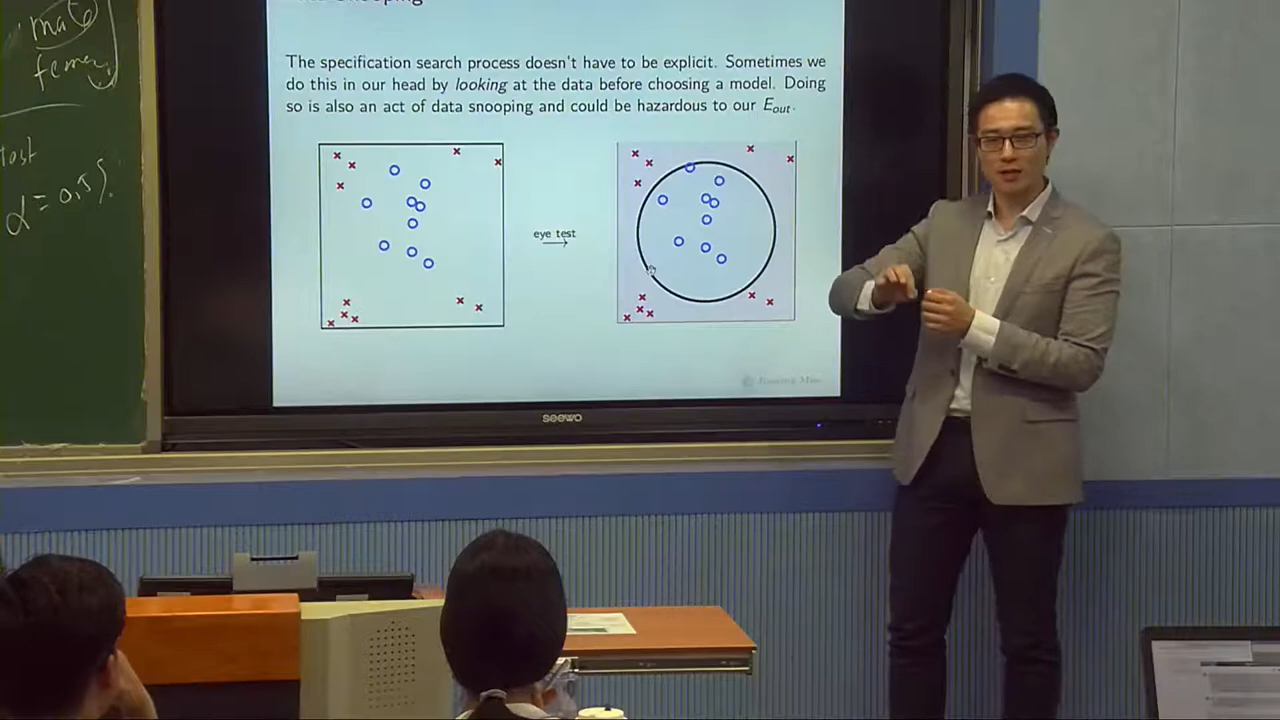 The specification search process doesn't have to be explicit. Sometimes we
do this in our head by looking at the data before choosing a model. Doing
so is also an act of data snooping and could be hazardous to our E_out.
eye test
seewo
α = 0.5%